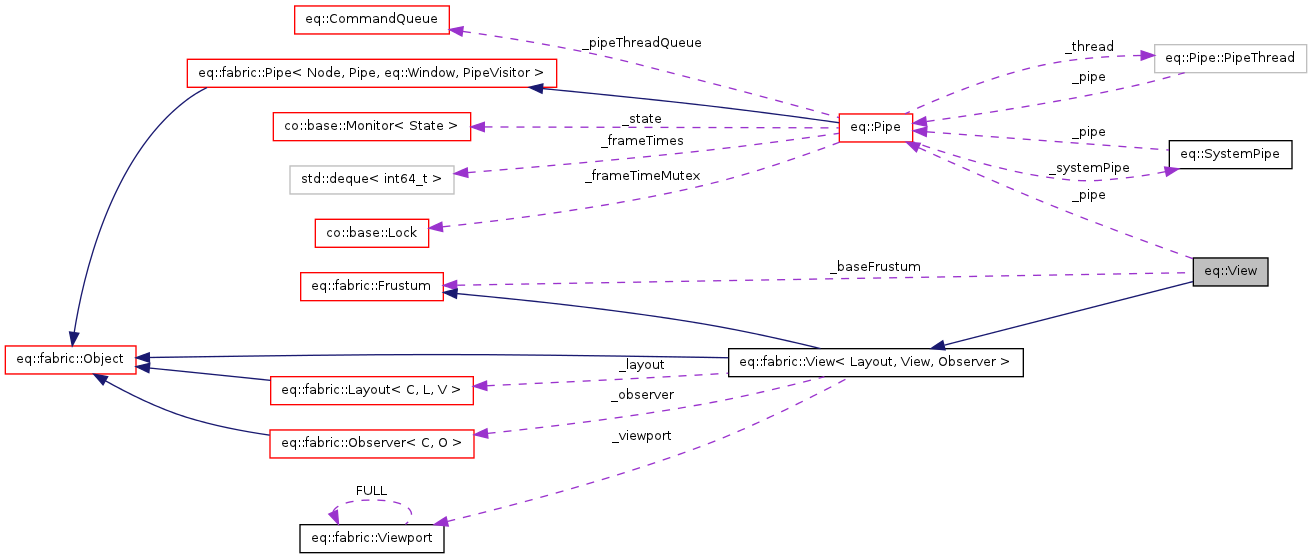 eq::CommandQueue
_pipeThreadQueue
_thread
eq::Pipe::PipeThread
eq::fabric::Pipe< Node, Pipe, eq::Window, PipeVisitor >
_pipe
_state
co::base::Monitor< State >
eq::Pipe
_pipe
_frameTimes
eq::SystemPipe
std::deque< int64_t >
_frameTimeMutex
_systemPipe
_pipe
co::base::Lock
_baseFrustum
eq::View
eq::fabric::Frustum
eq::fabric::Object
eq::fabric::View< Layout, View, Observer >
_layout
eq::fabric::Layout< C, L, V >
_observer
_viewport
eq::fabric::Observer< C, O >
FULL
eq::fabric::Viewport